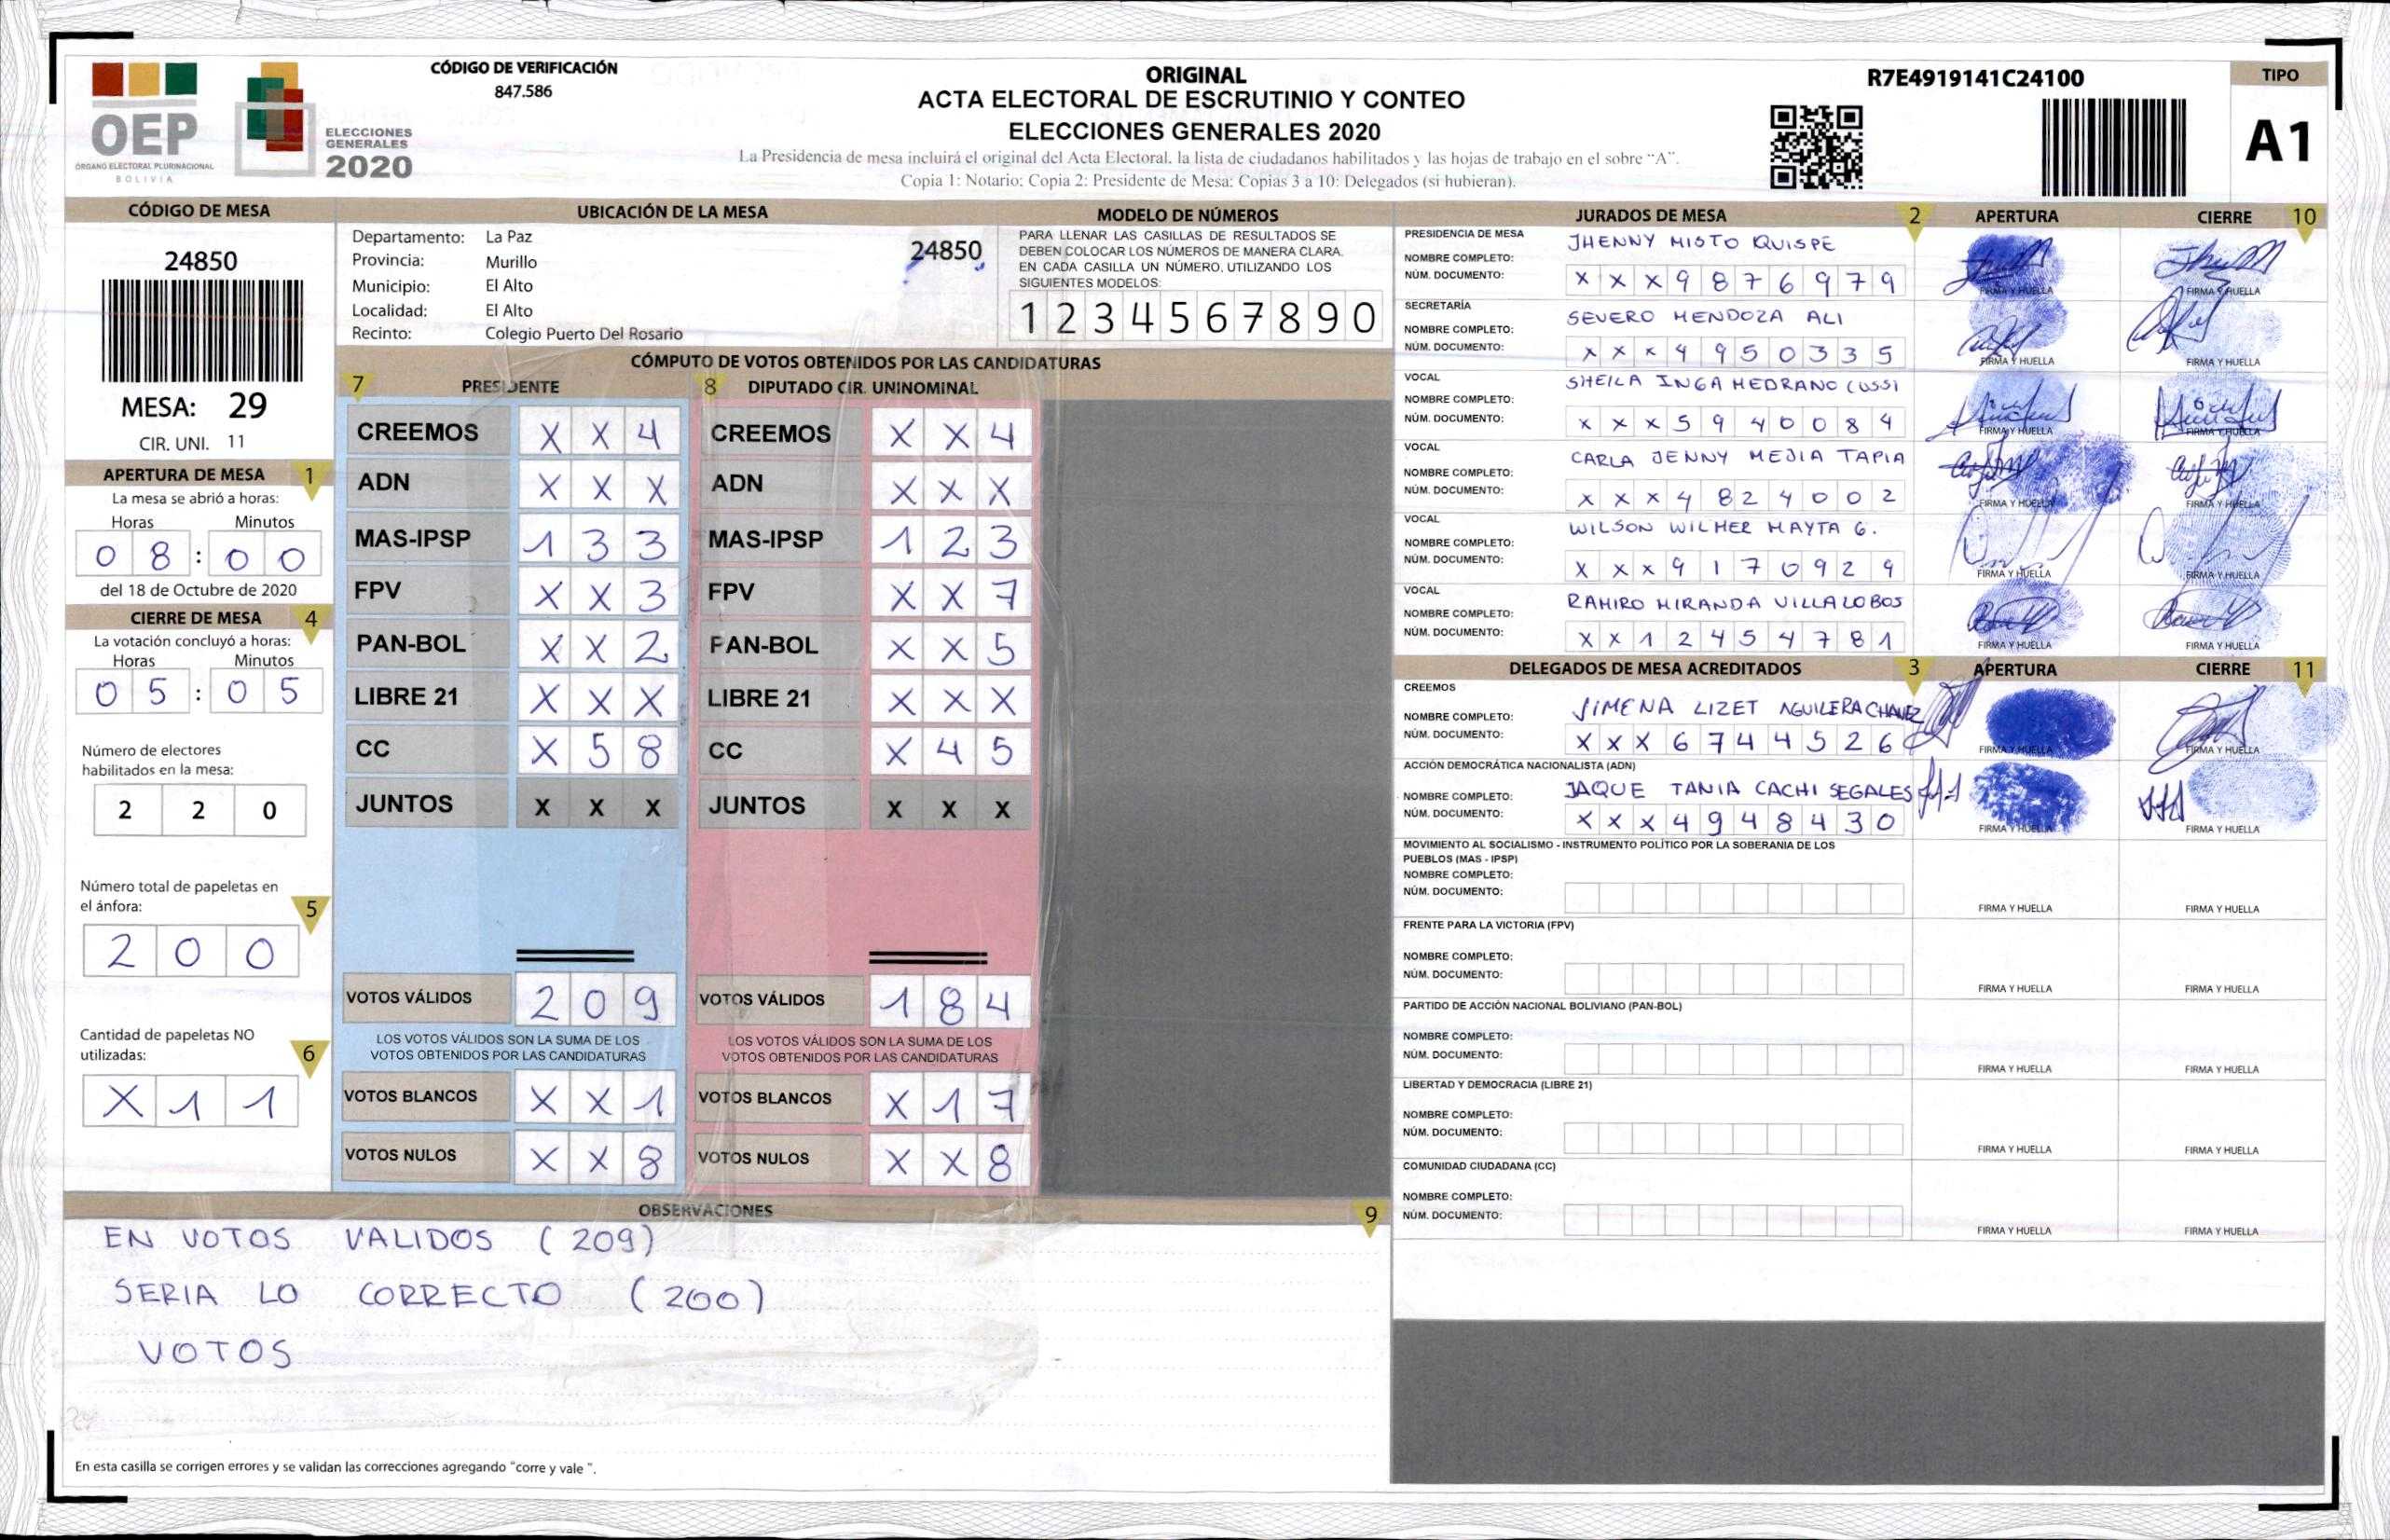 OEP
ÓRGANO ELECTORAL PLURINACIONAL
BOLIVIA
ELECCIONES
GENERALES
2020
CÓDIGO DE VERIFICACIÓN
847.586
ORIGINAL
ACTA ELECTORAL DE ESCRUTINIO Y CONTEO
ELECCIONES GENERALES 2020
La Presidencia de mesa incluirá el original del Acta Electoral, la lista de ciudadanos habilitados y las hojas de trabajo en el sobre “A”.
Copia 1: Notario; Copia 2: Presidente de Mesa; Copias 3 a 10: Delegados (si hubieran).
R7E4919141C24100
TIPO
A1
CÓDIGO DE MESA
24850
MESA: 29
CIR. UNI. 11
APERTURA DE MESA 1
La mesa se abrió a horas:
Horas Minutos
0 8 : 0 0
del 18 de Octubre de 2020
CIERRE DE MESA 4
La votación concluyó a horas:
Horas Minutos
0 5 : 0 5
Número de electores
habilitados en la mesa:
2 2 0
Número total de papeletas en
el ánfora: 5
2 0 0
Cantidad de papeletas NO
utilizadas: 6
X 1 1
UBICACIÓN DE LA MESA
Departamento: La Paz
Provincia: Murillo
Municipio: El Alto
Localidad: El Alto
Recinto: Colegio Puerto Del Rosario
24850
MODELO DE NÚMEROS
PARA LLENAR LAS CASILLAS DE RESULTADOS SE
DEBEN COLOCAR LOS NÚMEROS DE MANERA CLARA.
EN CADA CASILLA UN NÚMERO, UTILIZANDO LOS
SIGUIENTES MODELOS:
1 2 3 4 5 6 7 8 9 0
CÓMPUTO DE VOTOS OBTENIDOS POR LAS CANDIDATURAS
7 PRESIDENTE 8 DIPUTADO CIR. UNINOMINAL
CREEMOS X X 4 CREEMOS X X 4
ADN X X X ADN X X X
MAS-IPSP 1 3 3 MAS-IPSP 1 2 3
FPV X X 3 FPV X X 7
PAN-BOL X X 2 PAN-BOL X X 5
LIBRE 21 X X X LIBRE 21 X X X
CC X 5 8 CC X 4 5
JUNTOS X X X JUNTOS X X X
VOTOS VÁLIDOS 2 0 9 VOTOS VÁLIDOS 1 8 4
LOS VOTOS VÁLIDOS SON LA SUMA DE LOS LOS VOTOS VÁLIDOS SON LA SUMA DE LOS
VOTOS OBTENIDOS POR LAS CANDIDATURAS VOTOS OBTENIDOS POR LAS CANDIDATURAS
VOTOS BLANCOS X X 1 VOTOS BLANCOS X 1 7
VOTOS NULOS X X 8 VOTOS NULOS X X 8
OBSERVACIONES 9
EN VOTOS VALIDOS (209)
SERIA LO CORRECTO (200)
VOTOS
En esta casilla se corrigen errores y se validan las correcciones agregando "corre y vale ".
JURADOS DE MESA 2 APERTURA CIERRE 10
PRESIDENCIA DE MESA
JHENNY MISTO QUISPE
NOMBRE COMPLETO:
NÚM. DOCUMENTO: X X X 9 8 7 6 9 7 9 FIRMA Y HUELLA FIRMA Y HUELLA
SECRETARÍA
SEVERO MENDOZA ALI
NOMBRE COMPLETO:
NÚM. DOCUMENTO: X X X 4 9 5 0 3 3 5 FIRMA Y HUELLA FIRMA Y HUELLA
VOCAL
SHEILA INGA MEDRANO CUSSI
NOMBRE COMPLETO:
NÚM. DOCUMENTO: X X X 5 9 4 0 0 8 4 FIRMA Y HUELLA FIRMA Y HUELLA
VOCAL
CARLA JENNY MEJIA TAPIA
NOMBRE COMPLETO:
NÚM. DOCUMENTO: X X X 4 8 2 4 0 0 2 FIRMA Y HUELLA FIRMA Y HUELLA
VOCAL
WILSON WILMER MAYTA G.
NOMBRE COMPLETO:
NÚM. DOCUMENTO: X X X 9 1 7 0 9 2 9 FIRMA Y HUELLA FIRMA Y HUELLA
VOCAL
RAMIRO MIRANDA VILLALOBOS
NOMBRE COMPLETO:
NÚM. DOCUMENTO: X X 1 2 4 5 4 7 8 1 FIRMA Y HUELLA FIRMA Y HUELLA
DELEGADOS DE MESA ACREDITADOS 3 APERTURA CIERRE 11
CREEMOS
NOMBRE COMPLETO: JIMENA LIZET AGUILERA CHAVEZ
NÚM. DOCUMENTO: X X X 6 7 4 4 5 2 6 FIRMA Y HUELLA FIRMA Y HUELLA
ACCIÓN DEMOCRÁTICA NACIONALISTA (ADN)
NOMBRE COMPLETO: JAQUE TANIA CACHI SEGALES
NÚM. DOCUMENTO: X X X 4 9 4 8 4 3 0 FIRMA Y HUELLA FIRMA Y HUELLA
MOVIMIENTO AL SOCIALISMO - INSTRUMENTO POLÍTICO POR LA SOBERANIA DE LOS
PUEBLOS (MAS - IPSP)
NOMBRE COMPLETO:
NÚM. DOCUMENTO: FIRMA Y HUELLA FIRMA Y HUELLA
FRENTE PARA LA VICTORIA (FPV)
NOMBRE COMPLETO:
NÚM. DOCUMENTO: FIRMA Y HUELLA FIRMA Y HUELLA
PARTIDO DE ACCIÓN NACIONAL BOLIVIANO (PAN-BOL)
NOMBRE COMPLETO:
NÚM. DOCUMENTO: FIRMA Y HUELLA FIRMA Y HUELLA
LIBERTAD Y DEMOCRACIA (LIBRE 21)
NOMBRE COMPLETO:
NÚM. DOCUMENTO: FIRMA Y HUELLA FIRMA Y HUELLA
COMUNIDAD CIUDADANA (CC)
NOMBRE COMPLETO:
NÚM. DOCUMENTO: FIRMA Y HUELLA FIRMA Y HUELLA